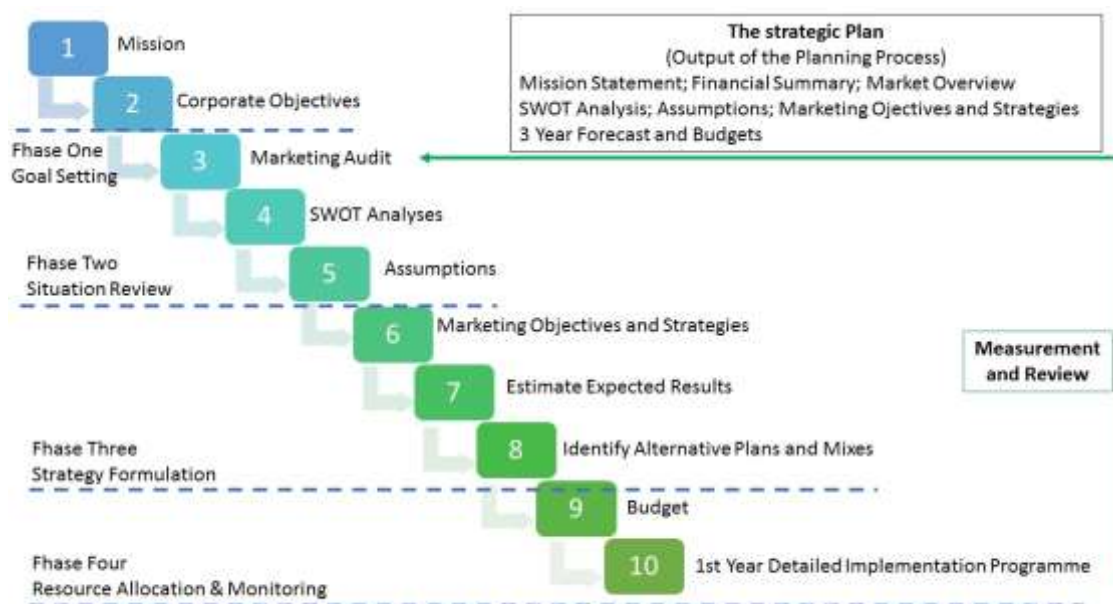 1
Mission
2
Corporate Objectives
The strategic Plan
(Output of the Planning Process)
Mission Statement; Financial Summary; Market Overview
SWOT Analysis; Assumptions; Marketing Ojectives and Strategies
3 Year Forecast and Budgets
Fhase One
Goal Setting
3
Marketing Audit
4
SWOT Analyses
Fhase Two
Situation Review
5
Assumptions
6
Marketing Objectives and Strategies
Measurement
and Review
7
Estimate Expected Results
Fhase Three
Strategy Formulation
8
Identify Alternative Plans and Mixes
9
Budget
Fhase Four
Resource Allocation & Monitoring
10
1st Year Detailed Implementation Programme